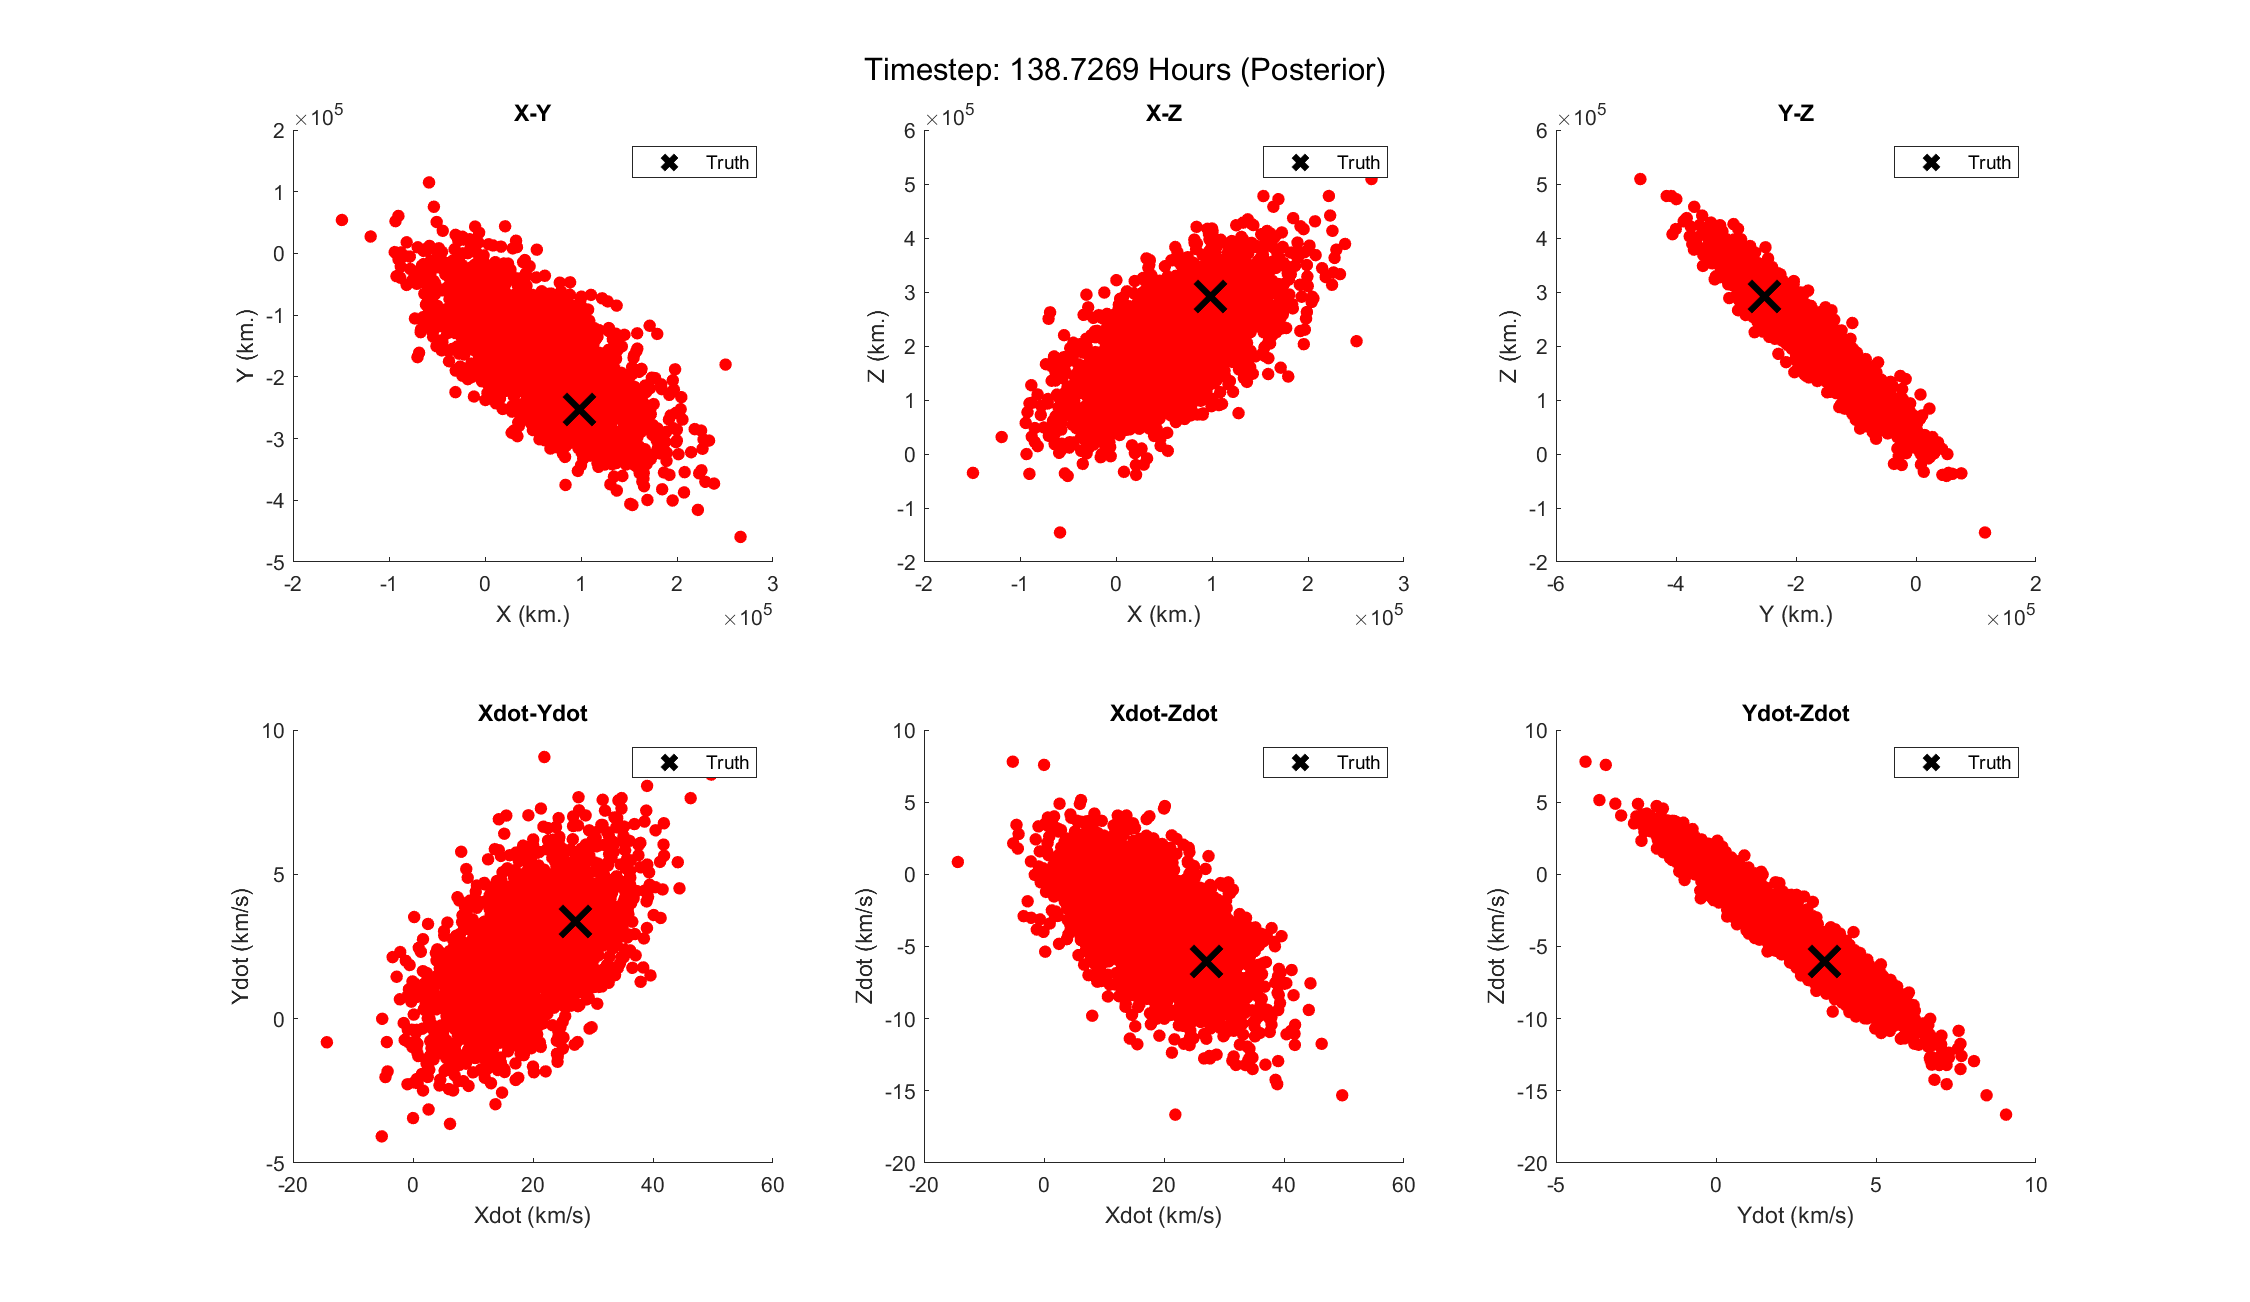 Timestep: 138.7269 Hours (Posterior)
X-Y
×10^5
2
1
0
-1
-2
-3
-4
-5
Y (km.)
-2 -1 0 1 2 3
X (km.)
×10^5
Truth
X-Z
×10^5
6
5
4
3
2
1
0
-1
-2
Z (km.)
-2 -1 0 1 2 3
X (km.)
×10^5
Truth
Y-Z
×10^5
6
5
4
3
2
1
0
-1
-2
Z (km.)
-6 -4 -2 0 2
Y (km.)
×10^5
Truth
Xdot-Ydot
10
5
0
-5
Ydot (km/s)
-20 0 20 40 60
Xdot (km/s)
Truth
Xdot-Zdot
10
5
0
-5
-10
-15
-20
Zdot (km/s)
-20 0 20 40 60
Xdot (km/s)
Truth
Ydot-Zdot
10
5
0
-5
-10
-15
-20
Zdot (km/s)
-5 0 5 10
Ydot (km/s)
Truth